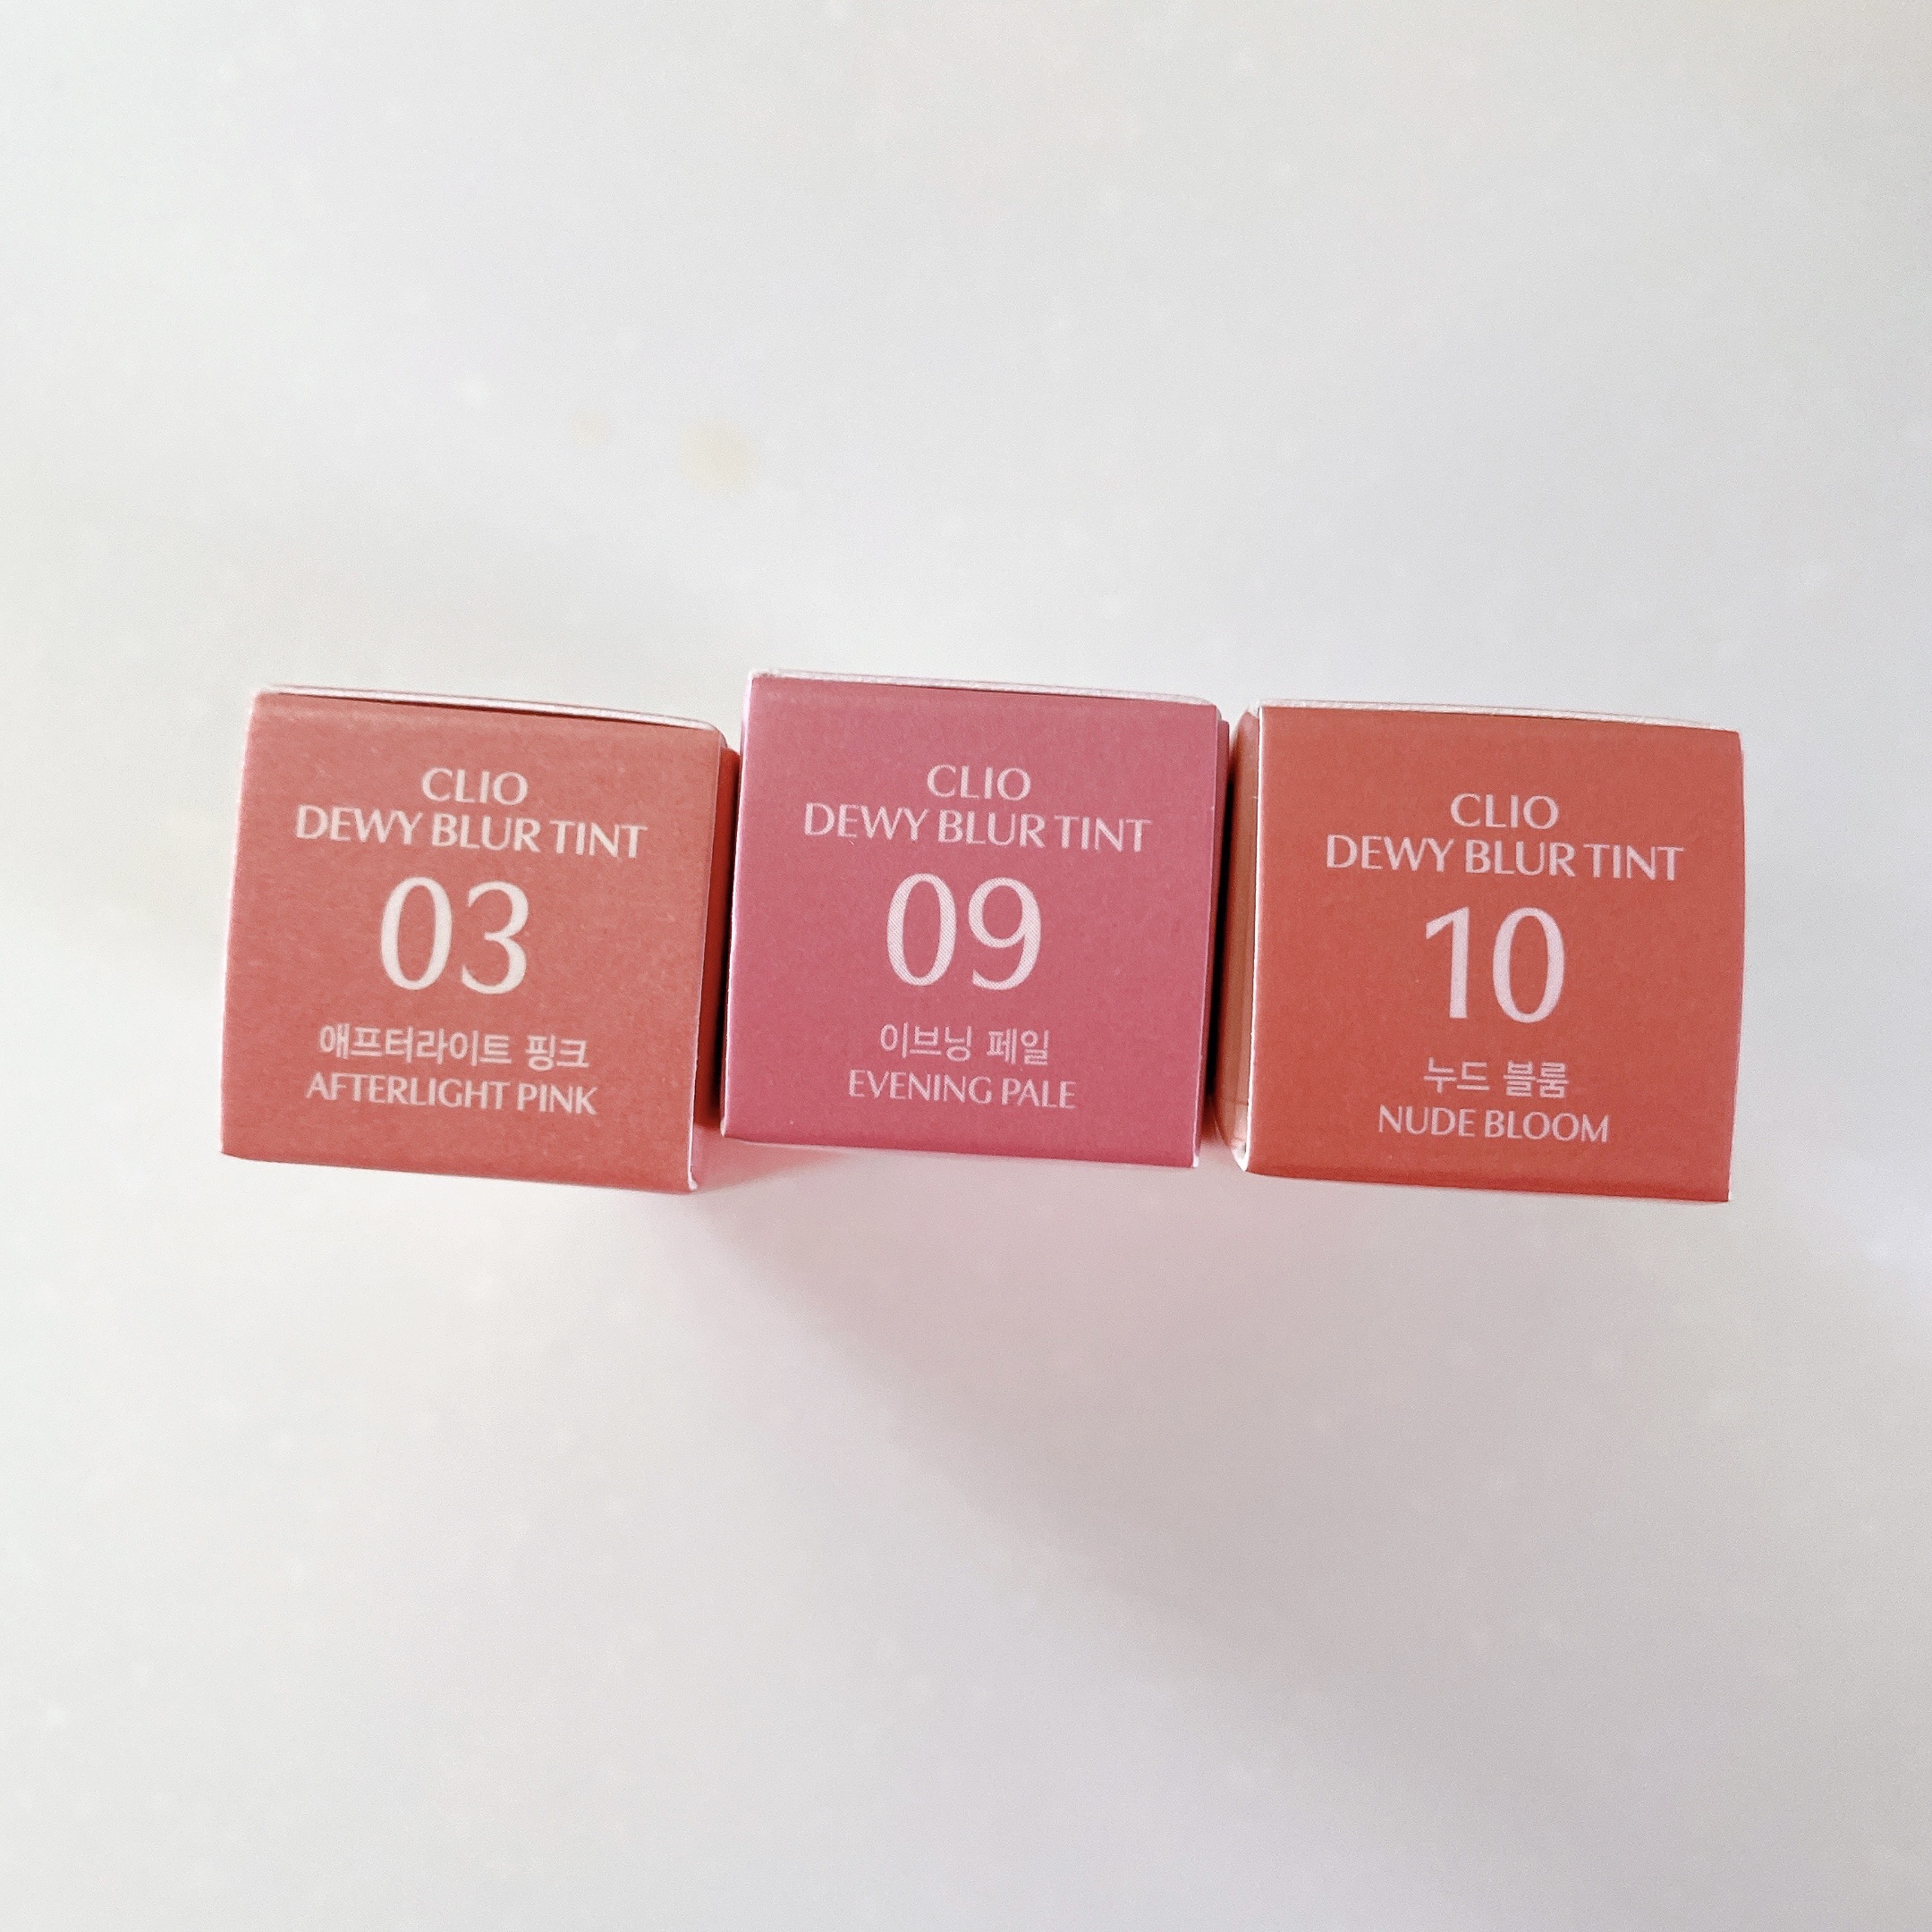 CLIO
DEWY BLUR TINT
03
애프터라이트 핑크
AFTERLIGHT PINK
CLIO
DEWY BLUR TINT
09
이브닝 페일
EVENING PALE
CLIO
DEWY BLUR TINT
10
누드 블룸
NUDE BLOOM